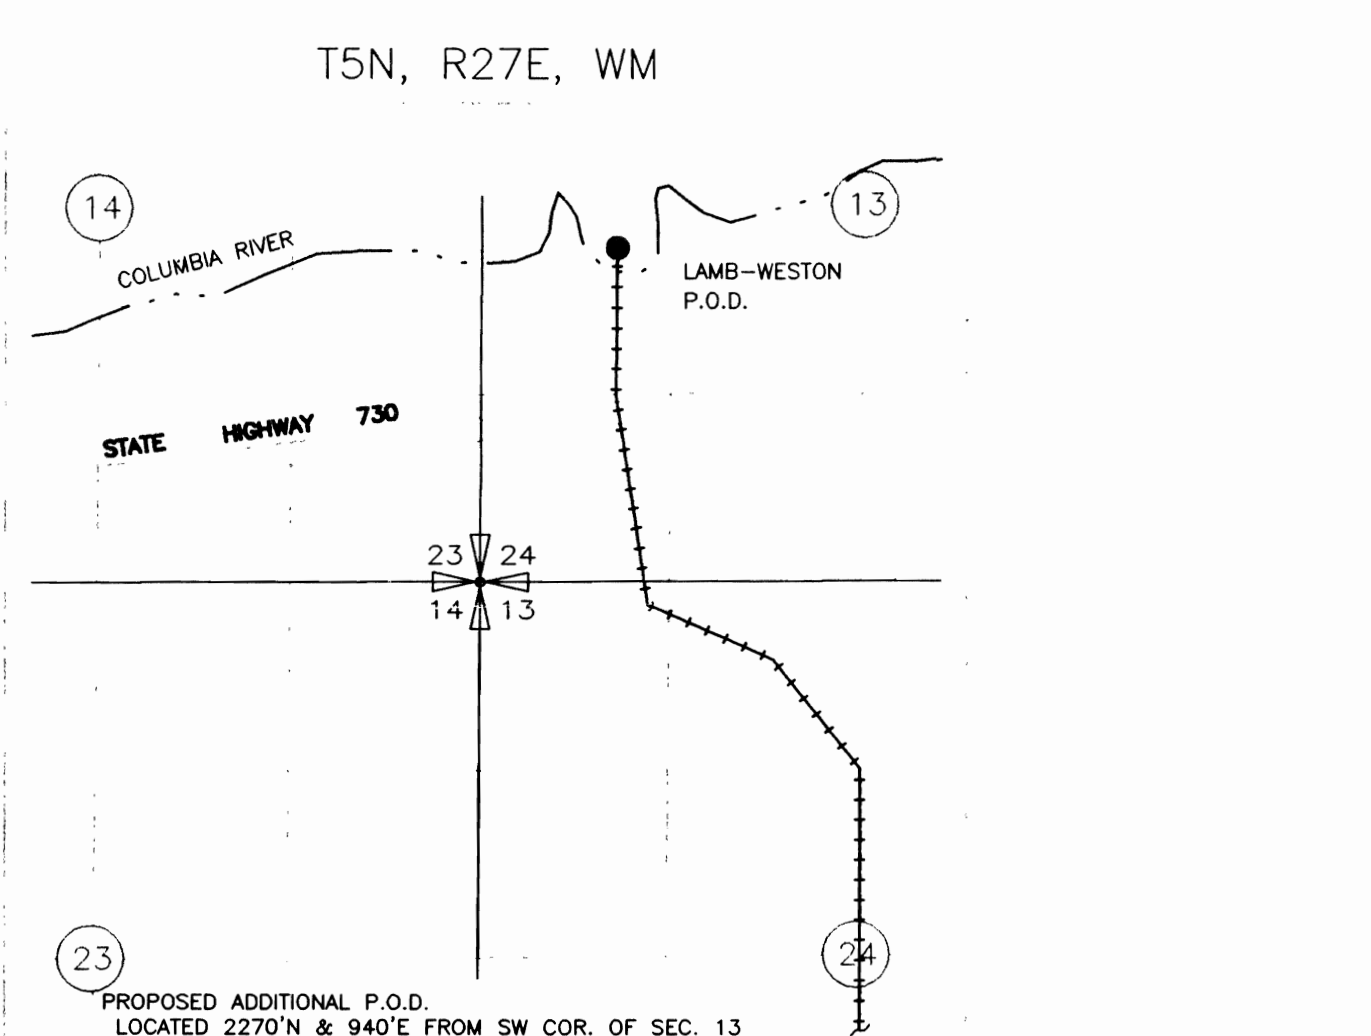 T5N, R27E, WM
14
13
COLUMBIA RIVER
LAMB-WESTON
P.O.D.
STATE HIGHWAY 730
23 24
14 13
23
24
PROPOSED ADDITIONAL P.O.D.
LOCATED 2270'N & 940'E FROM SW COR. OF SEC. 13